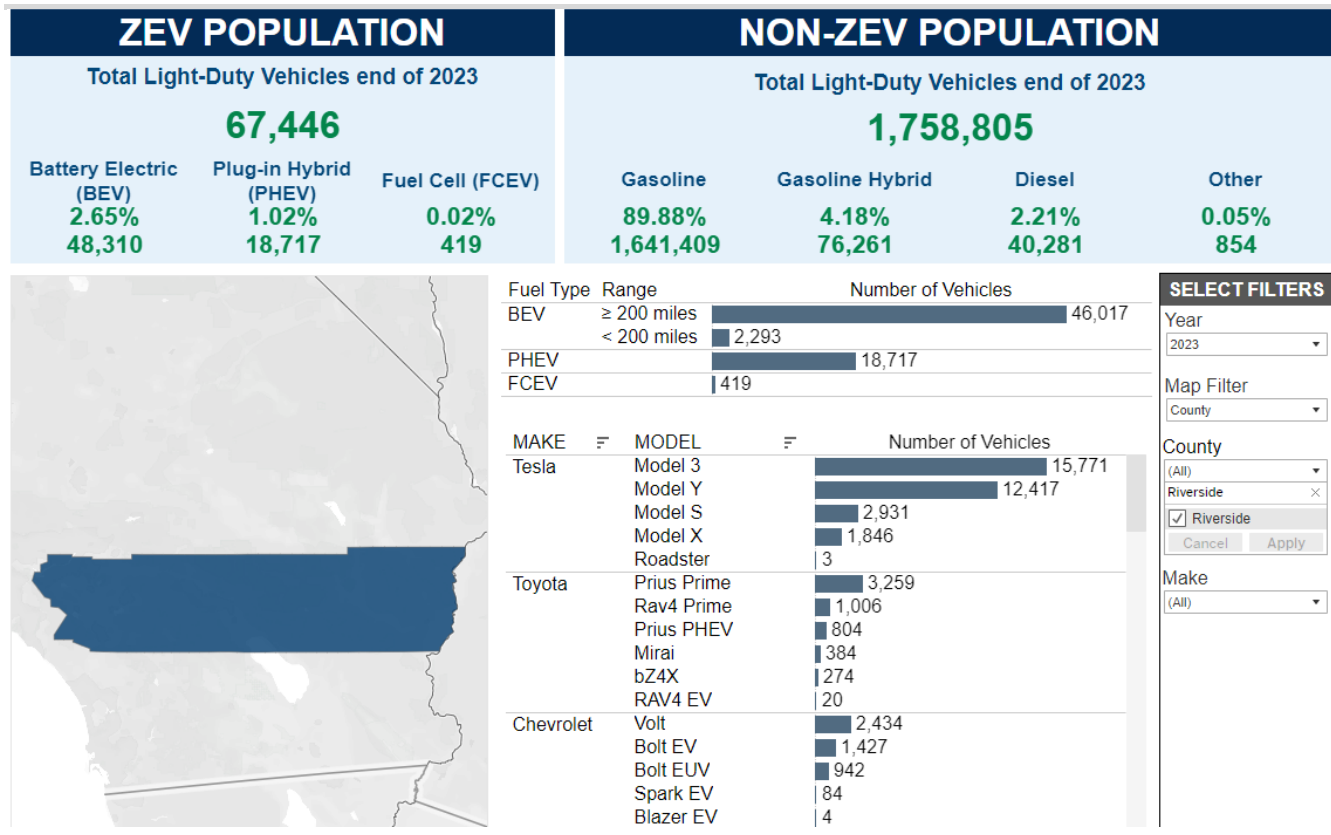 ZEV POPULATION
Total Light-Duty Vehicles end of 2023
67,446
Battery Electric (BEV) Plug-in Hybrid (PHEV) Fuel Cell (FCEV)
2.65% 1.02% 0.02%
48,310 18,717 419
NON-ZEV POPULATION
Total Light-Duty Vehicles end of 2023
1,758,805
Gasoline Gasoline Hybrid Diesel Other
89.88% 4.18% 2.21% 0.05%
1,641,409 76,261 40,281 854
Fuel Type Range Number of Vehicles
BEV ≥ 200 miles 46,017
< 200 miles 2,293
PHEV 18,717
FCEV 419
MAKE MODEL Number of Vehicles
Tesla Model 3 15,771
Model Y 12,417
Model S 2,931
Model X 1,846
Roadster 3
Toyota Prius Prime 3,259
Rav4 Prime 1,006
Prius PHEV 804
Mirai 384
bZ4X 274
RAV4 EV 20
Chevrolet Volt 2,434
Bolt EV 1,427
Bolt EUV 942
Spark EV 84
Blazer EV 4
SELECT FILTERS
Year
2023
Map Filter
County
County
(All)
Riverside
Riverside
Cancel Apply
Make
(All)